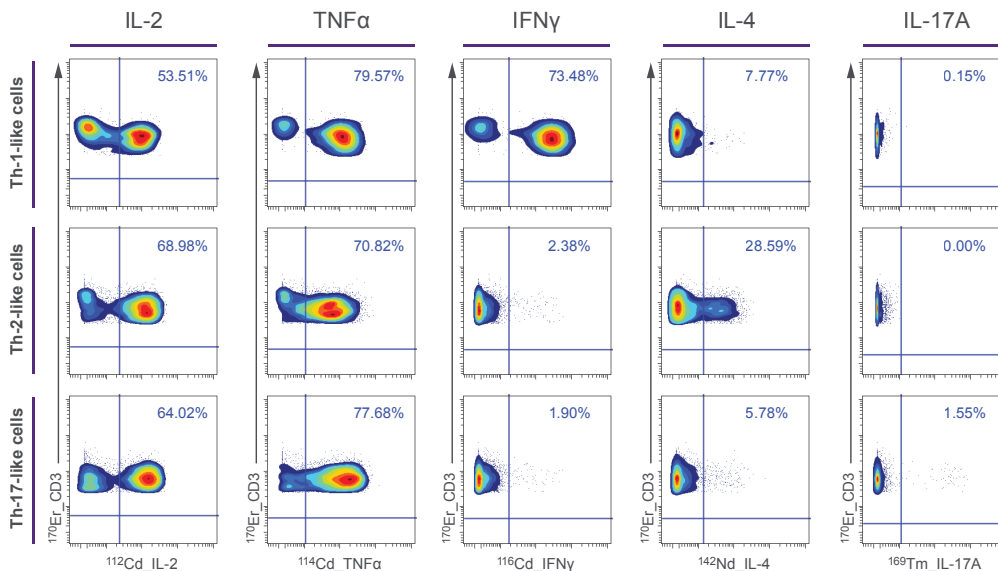 IL-2 TNFα IFNγ IL-4 IL-17A
Th-1-like cells
53.51% 79.57% 73.48% 7.77% 0.15%
Th-2-like cells
68.98% 70.82% 2.38% 28.59% 0.00%
Th-17-like cells
64.02% 77.68% 1.90% 5.78% 1.55%
¹⁷⁰Er_CD3 ¹⁷⁰Er_CD3 ¹⁷⁰Er_CD3 ¹⁷⁰Er_CD3 ¹⁷⁰Er_CD3
¹¹²Cd_IL-2 ¹¹⁴Cd_TNFα ¹¹⁶Cd_IFNγ ¹⁴²Nd_IL-4 ¹⁶⁹Tm_IL-17A